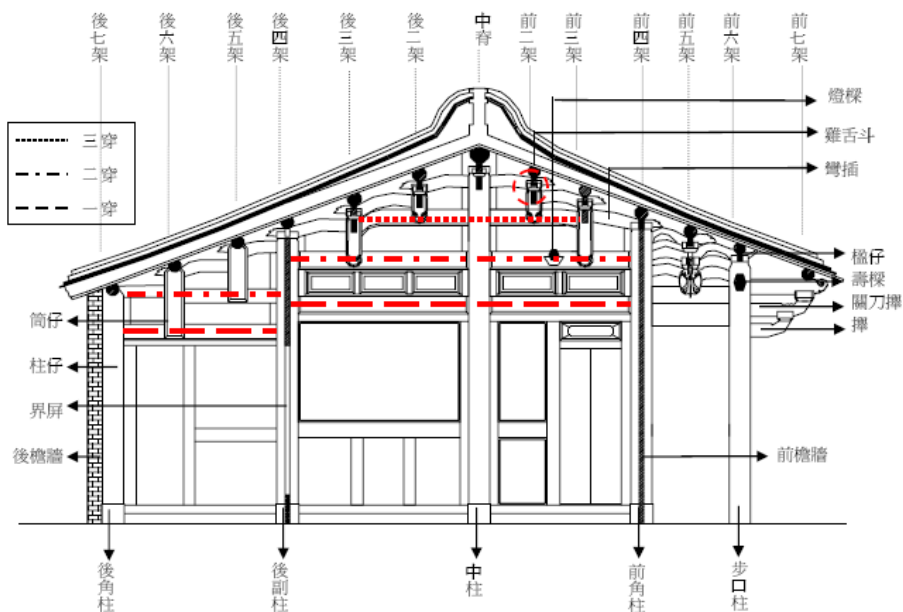 後七架
後六架
後五架
後四架
後三架
後二架
中脊
前二架
前三架
前四架
前五架
前六架
前七架
三穿
二穿
一穿
燈樑
雞舌斗
彎插
楹仔
壽樑
關刀㨻
㨻
筒仔
柱仔
界屏
後檐牆
前檐牆
後角柱
後副柱
中柱
前角柱
步口柱